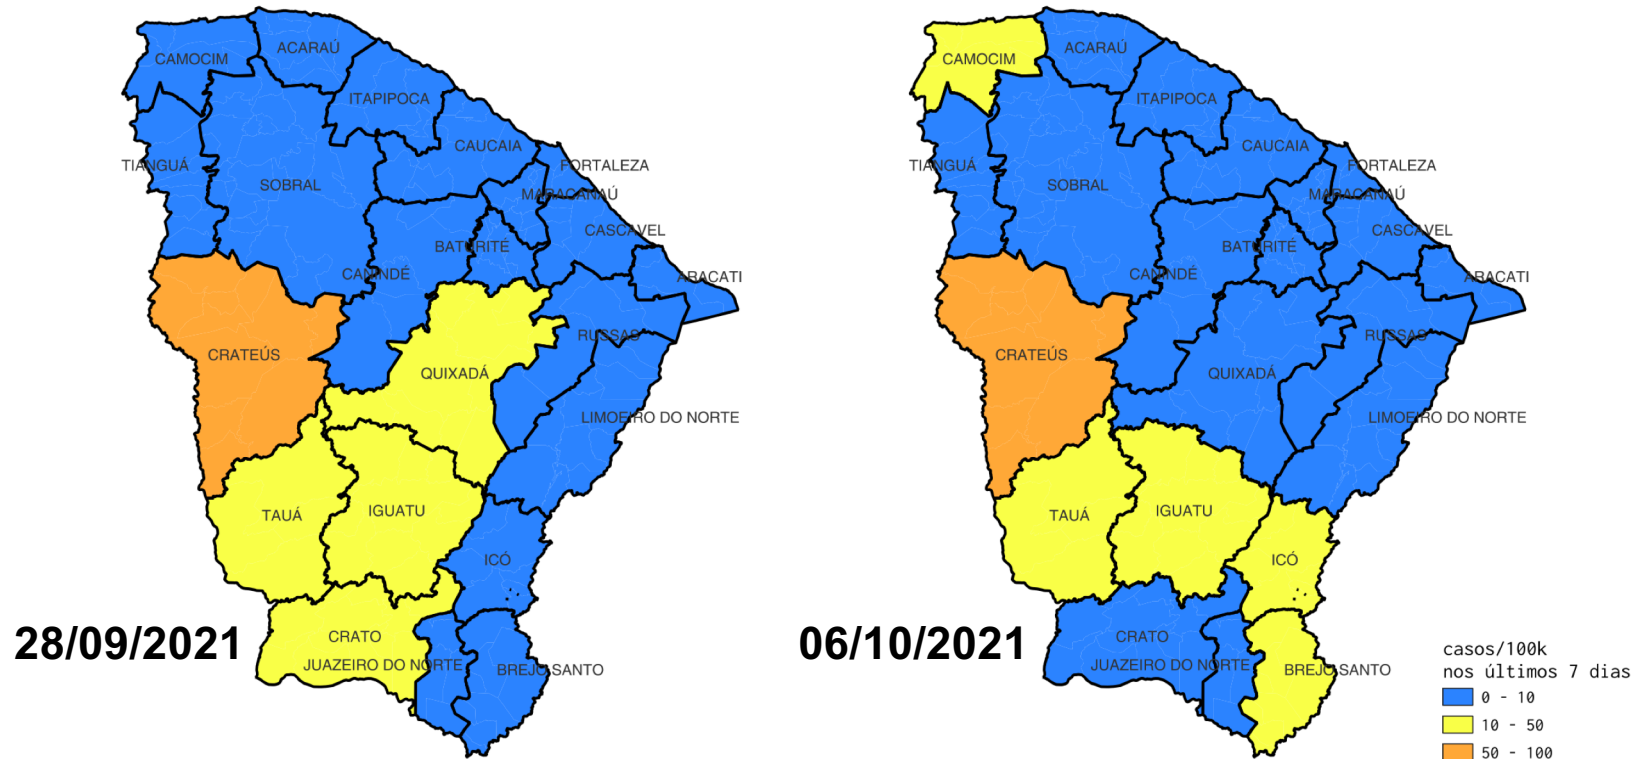 CAMOCIM
ACARAÚ
ITAPIPOCA
CAUCAIA
TIANGUÁ
FORTALEZA
SOBRAL
MARACANAÚ
CASCAVEL
BATURITÉ
CANINDÉ
ARACATI
RUSSAS
CRATEÚS
QUIXADÁ
LIMOEIRO DO NORTE
TAUÁ
IGUATU
ICÓ
CRATO
JUAZEIRO DO NORTE
BREJO SANTO
28/09/2021
CAMOCIM
ACARAÚ
ITAPIPOCA
CAUCAIA
TIANGUÁ
FORTALEZA
SOBRAL
MARACANAÚ
CASCAVEL
BATURITÉ
CANINDÉ
ARACATI
RUSSAS
CRATEÚS
QUIXADÁ
LIMOEIRO DO NORTE
TAUÁ
IGUATU
ICÓ
CRATO
JUAZEIRO DO NORTE
BREJO SANTO
06/10/2021
casos/100k
nos últimos 7 dias
0 - 10
10 - 50
50 - 100